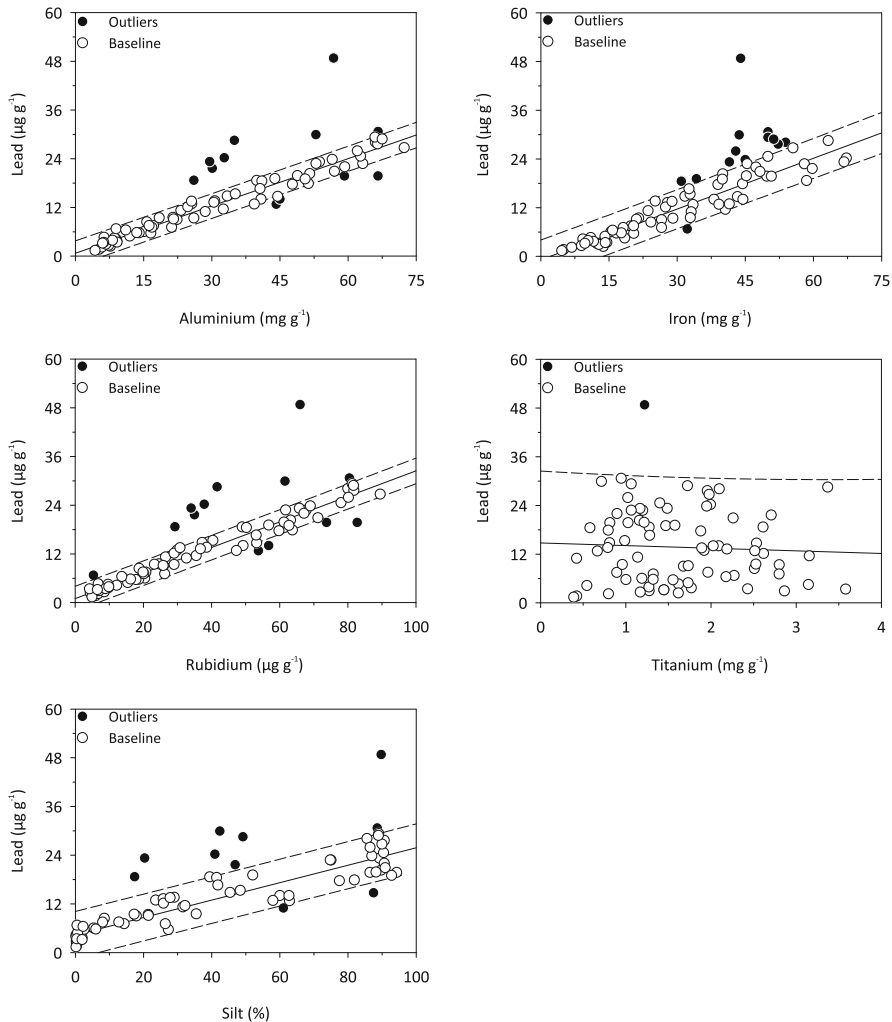 60
48
36
24
12
0
Lead (µg g⁻¹)
Outliers
Baseline
0 15 30 45 60 75
Aluminium (mg g⁻¹)
60
48
36
24
12
0
Lead (µg g⁻¹)
Outliers
Baseline
0 15 30 45 60 75
Iron (mg g⁻¹)
60
48
36
24
12
0
Lead (µg g⁻¹)
Outliers
Baseline
0 20 40 60 80 100
Rubidium (µg g⁻¹)
60
48
36
24
12
0
Lead (µg g⁻¹)
Outliers
Baseline
0 1 2 3 4
Titanium (mg g⁻¹)
60
48
36
24
12
0
Lead (µg g⁻¹)
Outliers
Baseline
0 20 40 60 80 100
Silt (%)